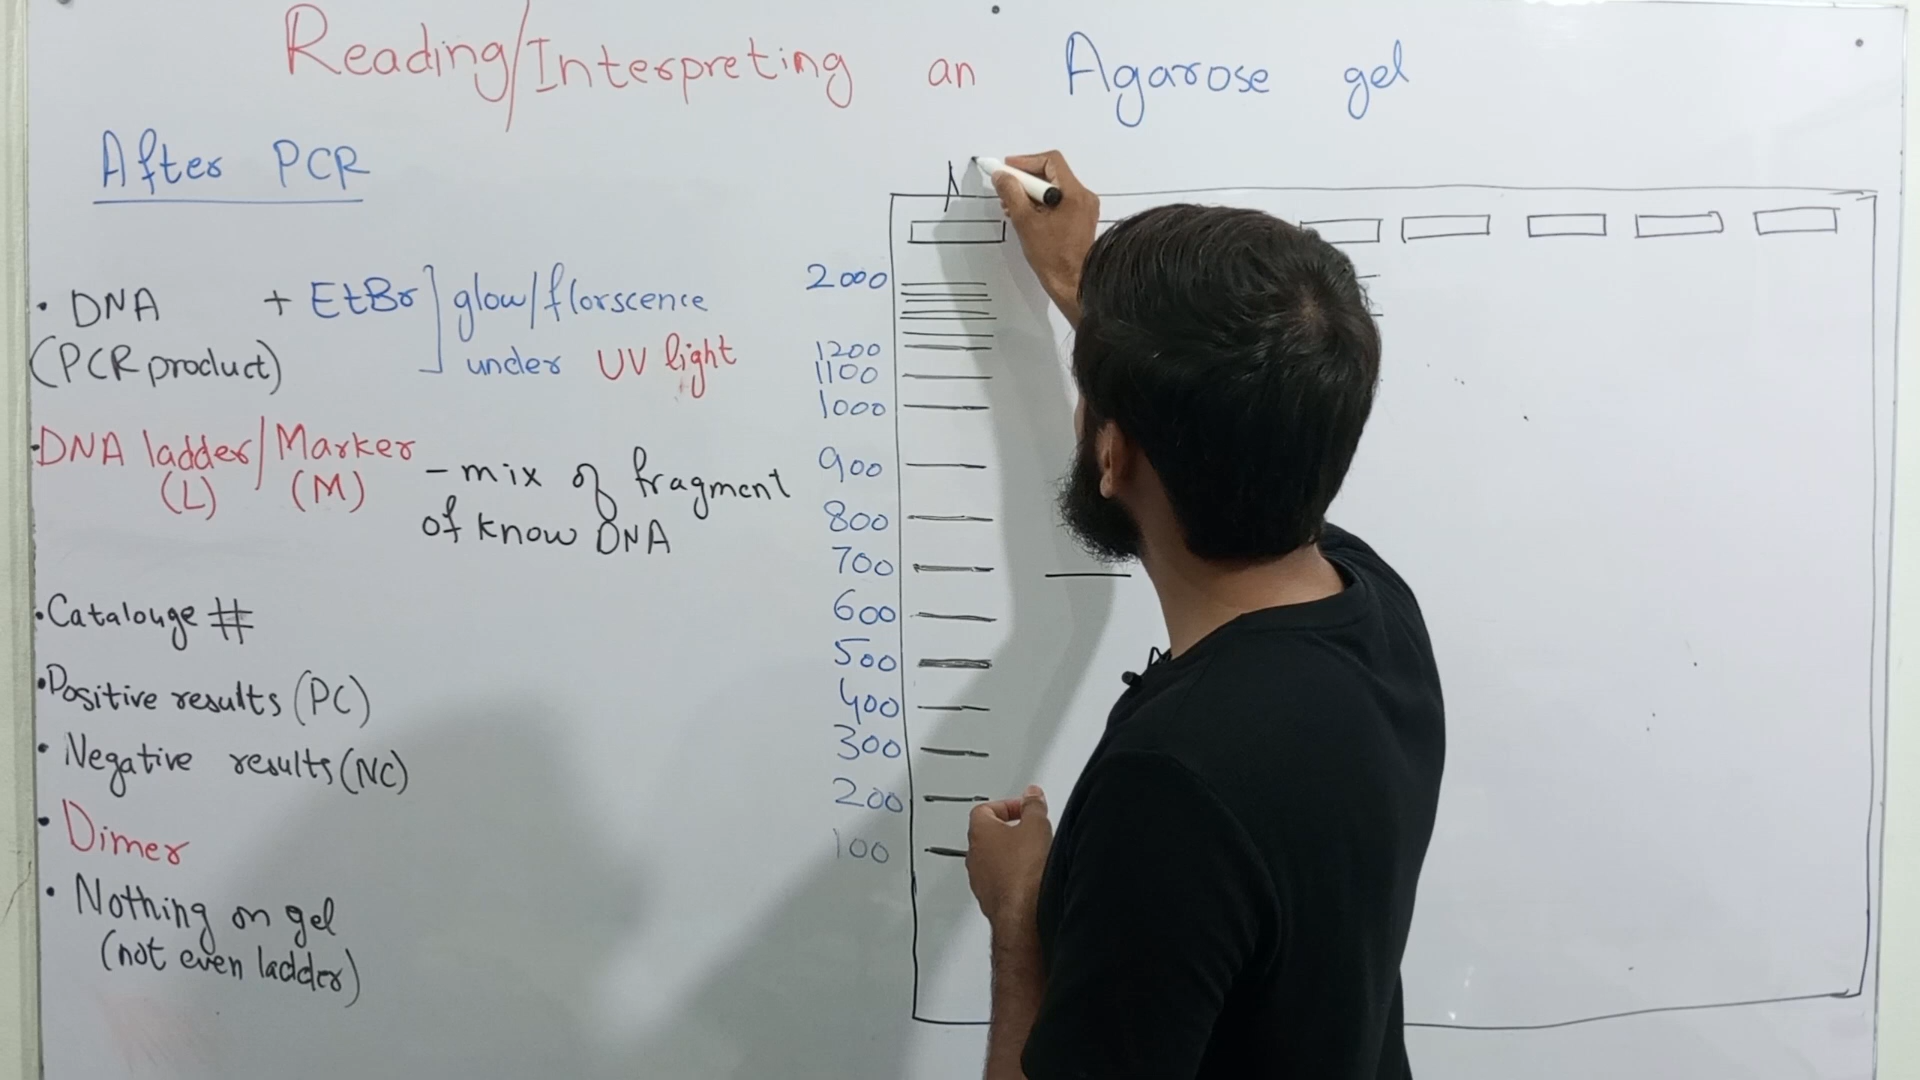 Reading/Interpreting an Agarose gel
After PCR
• DNA + EtBr] glow/florscence
(PCR product) under UV light
• DNA ladder/Marker
(L) (M)
- mix of fragment
of know DNA
• Catalouge #
• Positive results (PC)
• Negative results (NC)
• Dimer
• Nothing on gel
(not even ladder)
2000
1200
1100
1000
900
800
700
600
500
400
300
200
100